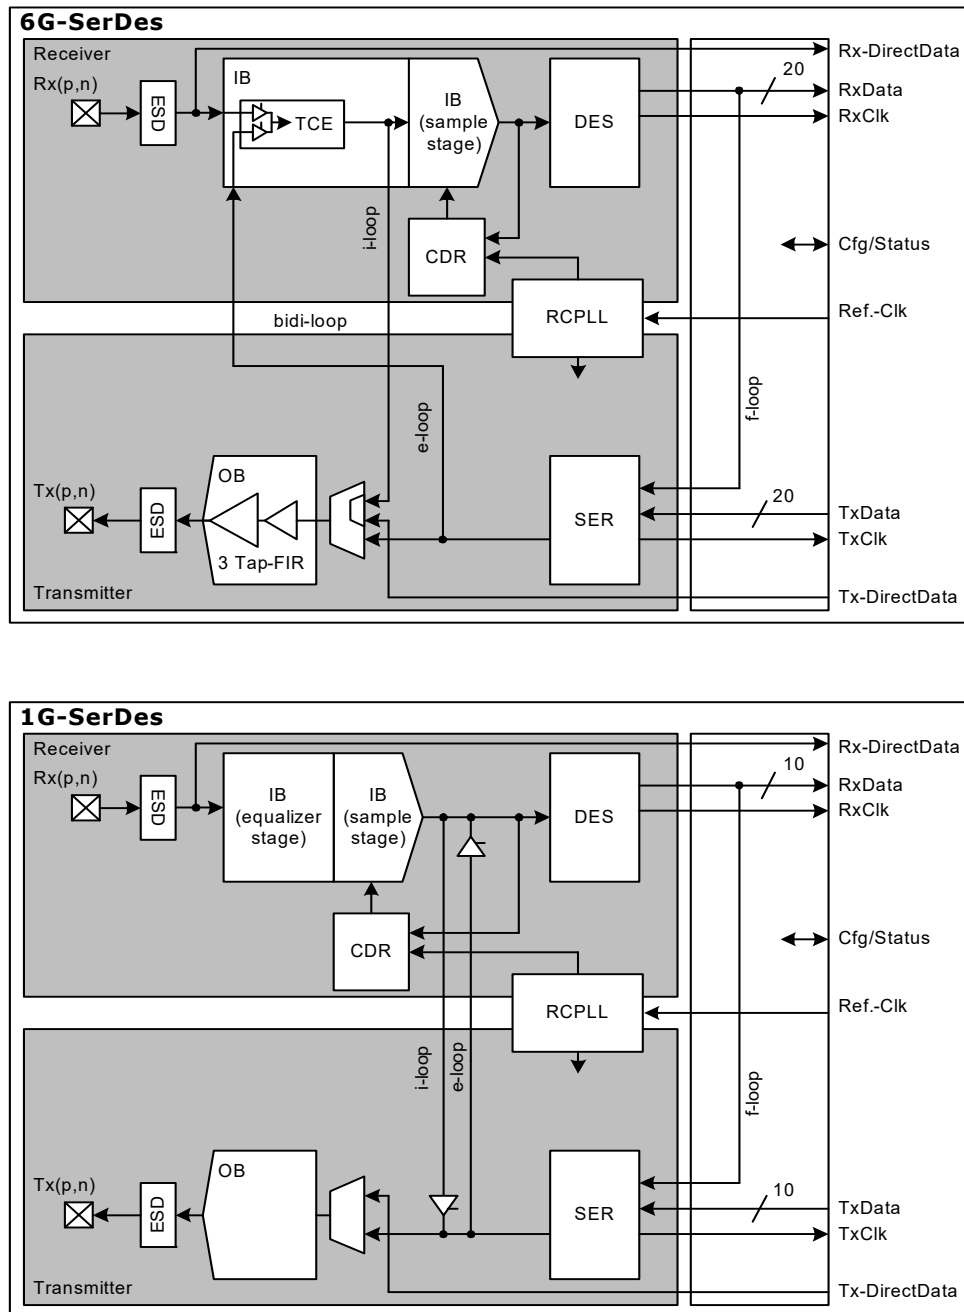 6G-SerDes
Receiver
Rx-DirectData
Rx(p,n)
20
RxData
IB
ESD
TCE
IB
(sample
stage)
DES
RxClk
i-loop
CDR
Cfg/Status
RCPLL
Ref.-Clk
bidi-loop
e-loop
f-loop
OB
Tx(p,n)
ESD
20
SER
TxData
TxClk
3 Tap-FIR
Transmitter
Tx-DirectData
1G-SerDes
Receiver
Rx-DirectData
Rx(p,n)
10
RxData
ESD
IB
(equalizer
stage)
IB
(sample
stage)
DES
RxClk
CDR
Cfg/Status
RCPLL
Ref.-Clk
i-loop
e-loop
f-loop
OB
Tx(p,n)
ESD
10
SER
TxData
TxClk
Transmitter
Tx-DirectData